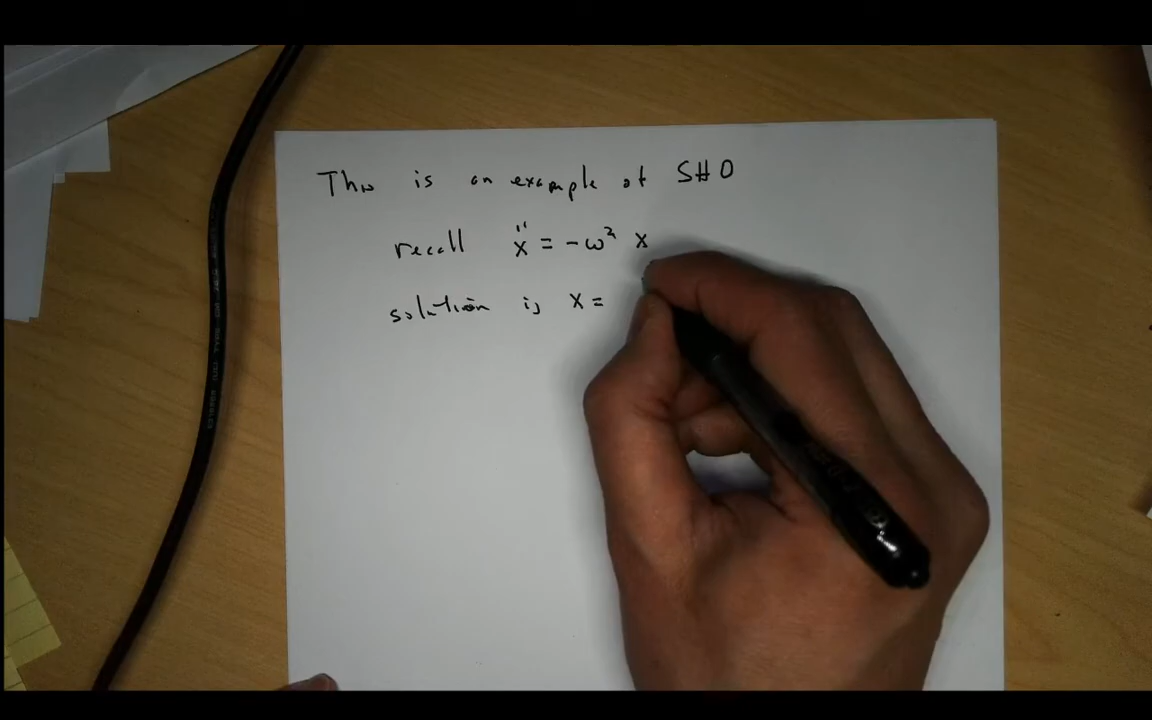 This is an example of SHO
recall ẍ = -ω² x
solution is x =